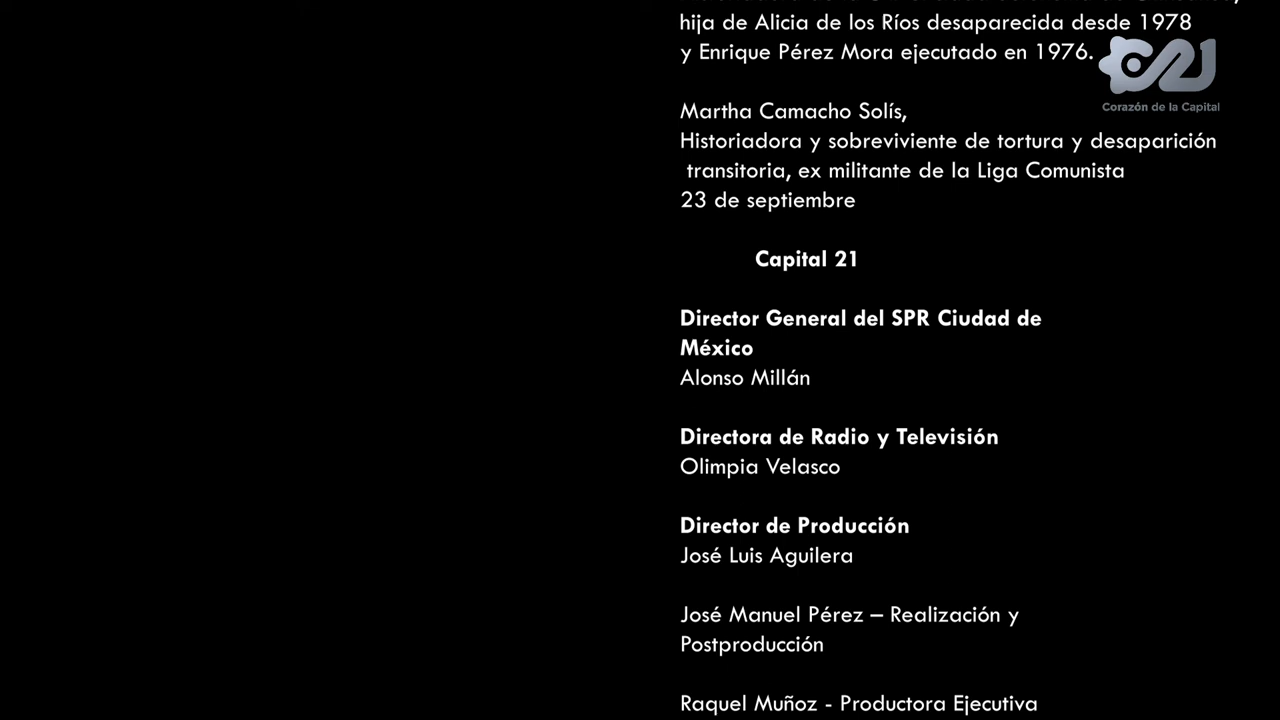 hija de Alicia de los Ríos desaparecida desde 1978
y Enrique Pérez Mora ejecutado en 1976.
Corazón de la Capital
Martha Camacho Solís,
Historiadora y sobreviviente de tortura y desaparición
transitoria, ex militante de la Liga Comunista
23 de septiembre
Capital 21
Director General del SPR Ciudad de
México
Alonso Millán
Directora de Radio y Televisión
Olimpia Velasco
Director de Producción
José Luis Aguilera
José Manuel Pérez – Realización y
Postproducción
Raquel Muñoz - Productora Ejecutiva